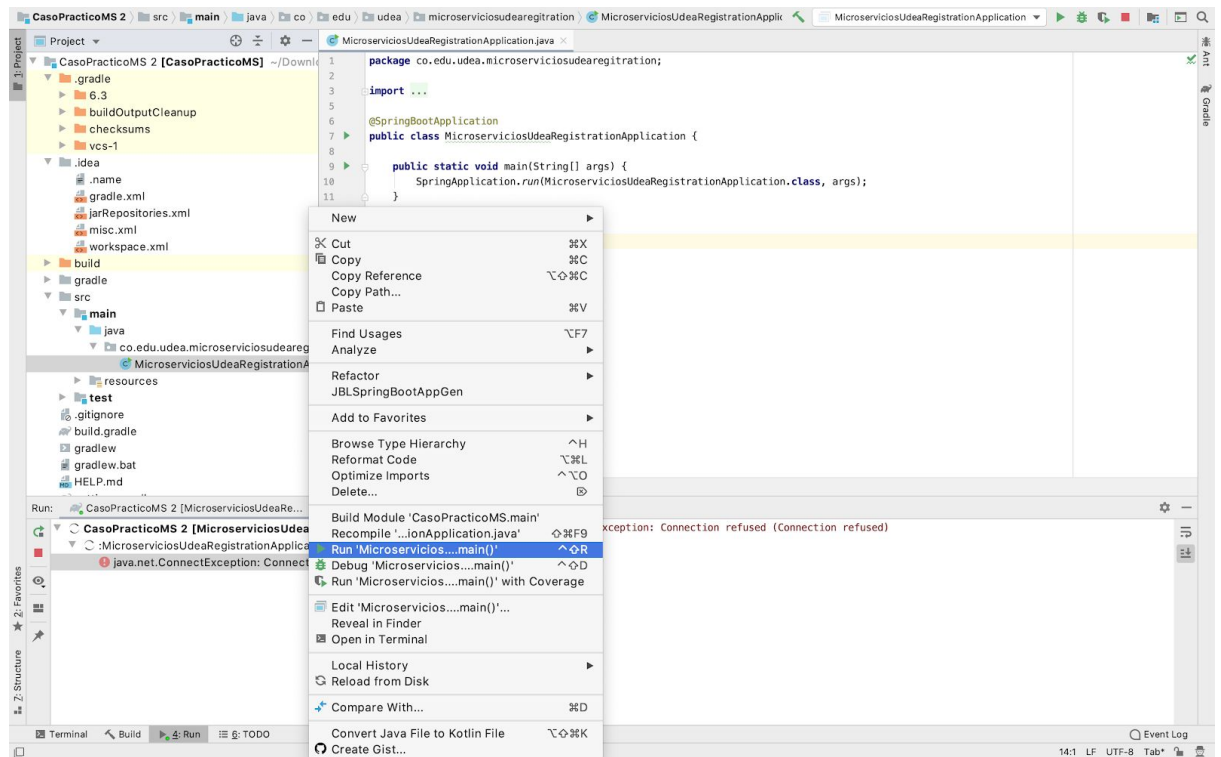 CasoPracticoMS 2 src main java co edu udea microserviciosudearegitration MicroserviciosUdeaRegistrationApplic MicroserviciosUdeaRegistrationApplication
1: Project
Project
MicroserviciosUdeaRegistrationApplication.java
CasoPracticoMS 2 [CasoPracticoMS] ~/Downl
.gradle
6.3
buildOutputCleanup
checksums
vcs-1
.idea
.name
gradle.xml
jarRepositories.xml
misc.xml
workspace.xml
build
gradle
src
main
java
co.edu.udea.microserviciosudeareg
MicroserviciosUdeaRegistrationA
resources
test
.gitignore
build.gradle
gradlew
gradlew.bat
HELP.md
1 package co.edu.udea.microserviciosudearegitration;
2
3 import ...
5
6 @SpringBootApplication
7 public class MicroserviciosUdeaRegistrationApplication {
8
9 public static void main(String[] args) {
10 SpringApplication.run(MicroserviciosUdeaRegistrationApplication.class, args);
11 }
Ant
Gradle
New
Cut ⌘X
Copy ⌘C
Copy Reference ⌥⇧⌘C
Copy Path...
Paste ⌘V
Find Usages ⌥F7
Analyze
Refactor
JBLSpringBootAppGen
Add to Favorites
Browse Type Hierarchy ^H
Reformat Code ⌥⌘L
Optimize Imports ^⌥O
Delete... ⌦
Build Module 'CasoPracticoMS.main'
Recompile '...ionApplication.java' ⇧⌘F9
Run 'Microservicios....main()' ^⇧R
Debug 'Microservicios....main()' ^⇧D
Run 'Microservicios....main()' with Coverage
Edit 'Microservicios....main()'...
Reveal in Finder
Open in Terminal
Local History
Reload from Disk
Compare With... ⌘D
Convert Java File to Kotlin File ⌥⇧⌘K
Create Gist...
Run: CasoPracticoMS 2 [MicroserviciosUdeaRe...
CasoPracticoMS 2 [MicroserviciosUdea
:MicroserviciosUdeaRegistrationApplica
java.net.ConnectException: Connect
xception: Connection refused (Connection refused)
2: Favorites
7: Structure
Terminal Build 4: Run 6: TODO Event Log
14:1 LF UTF-8 Tab*